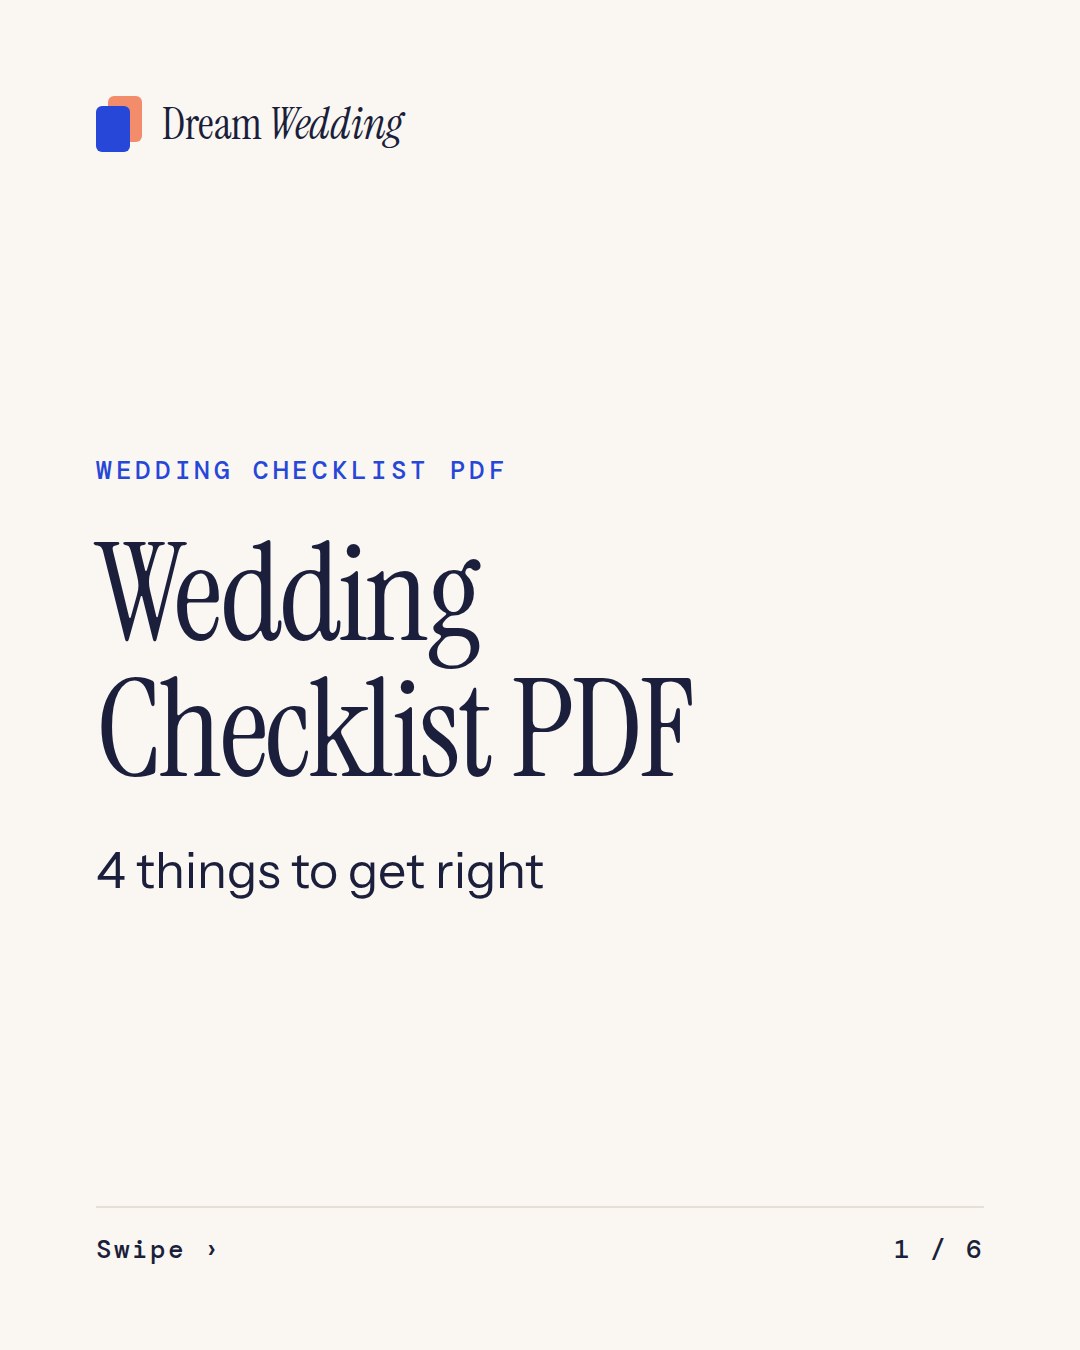 Dream Wedding
WEDDING CHECKLIST PDF
Wedding
Checklist PDF
4 things to get right
Swipe ›
1 / 6